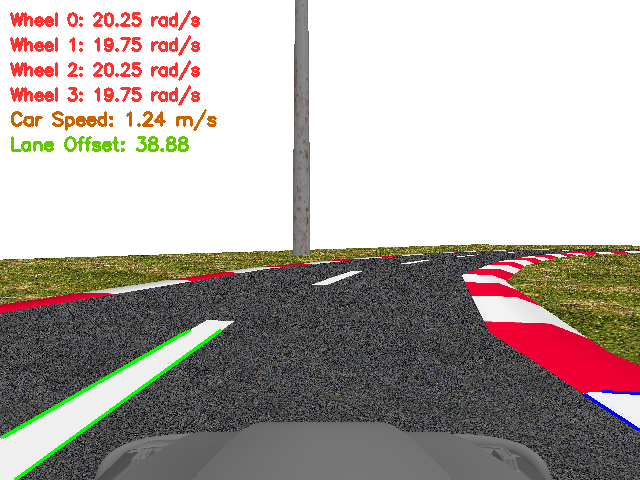 Wheel 0: 20.25 rad/s
Wheel 1: 19.75 rad/s
Wheel 2: 20.25 rad/s
Wheel 3: 19.75 rad/s
Car Speed: 1.24 m/s
Lane Offset: 38.88